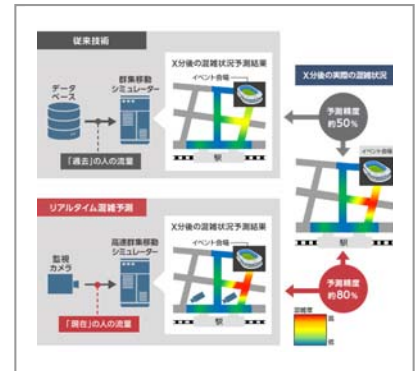 従来技術
データ
ベース
群集移動
シミュレーター
「過去」の人の流量
X分後の混雑状況予測結果
イベント会場
駅
X分後の実際の混雑状況
予測精度
約50%
イベント会場
駅
リアルタイム混雑予測
監視
カメラ
高速群集移動
シミュレーター
「現在」の人の流量
X分後の混雑状況予測結果
イベント会場
駅
予測精度
約80%
混雑度
高
低